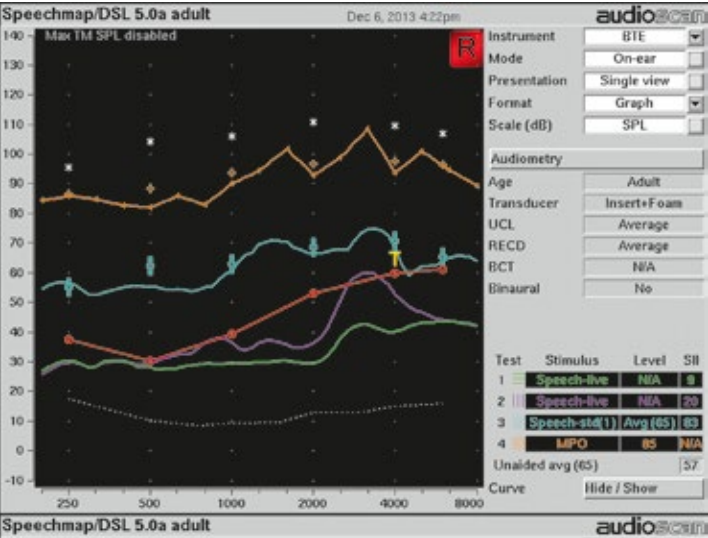 Speechmap/DSL 5.0a adult Dec 6, 2013 4:22pm audioscan
Max TM SPL disabled
R
140
130
120
110
100
90
80
70
60
50
40
30
20
10
0
-10
250 500 1000 2000 4000 8000
T
Instrument BTE
Mode On-ear
Presentation Single view
Format Graph
Scale (dB) SPL
Audiometry
Age Adult
Transducer Insert+Foam
UCL Average
RECD Average
BCT N/A
Binaural No
Test Stimulus Level SII
1 Speech-live N/A 9
2 Speech-live N/A 20
3 Speech-std(1) Avg (65) 83
4 MPO 85 N/A
Unaided avg (65) 57
Curve Hide / Show
Speechmap/DSL 5.0a adult audioscan